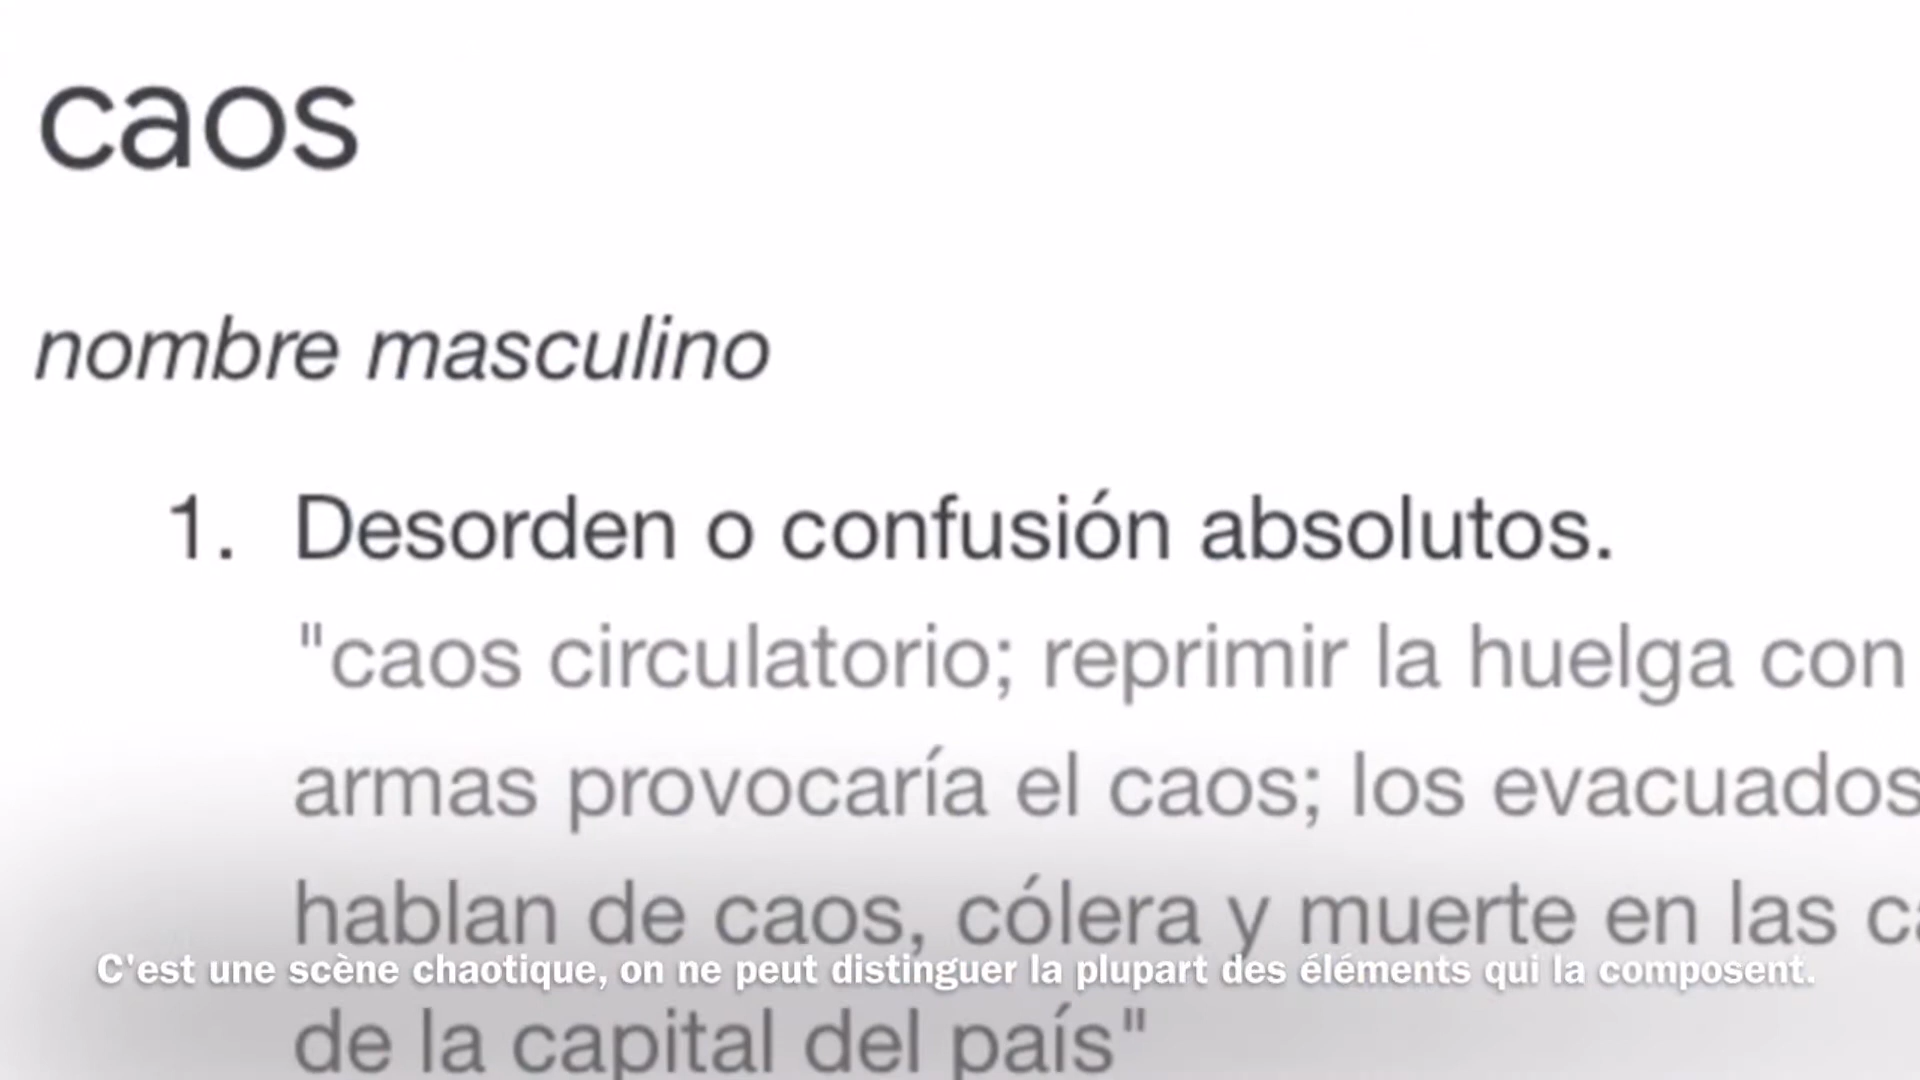 caos
nombre masculino
1. Desorden o confusión absolutos.
"caos circulatorio; reprimir la huelga con
armas provocaría el caos; los evacuados
hablan de caos, cólera y muerte en las
C'est une scène chaotique, on ne peut distinguer la plupart des éléments qui la composent.
de la capital del país"